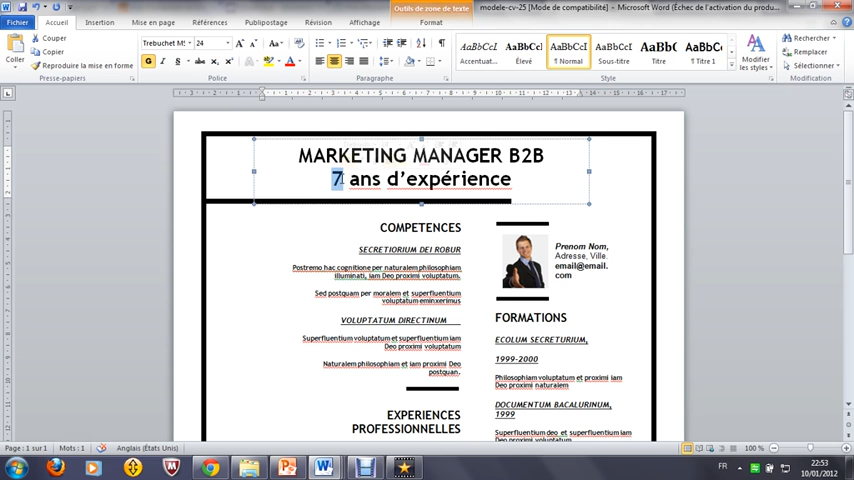 Outils de zone de texte
modele-cv-25 [Mode de compatibilité] – Microsoft Word (Échec de l'activation du produ...
Fichier Accueil Insertion Mise en page Références Publipostage Révision Affichage Format
Coller
Couper
Copier
Reproduire la mise en forme
Presse-papiers
Trebuchet MS 24
Police
Paragraphe
AaBbCcL AaBbCc AaBbCcI AaBbCcI AaBbC AaBbCc
Accentuat... Élevé ¶ Normal Sous-titre Titre ¶ Titre 1
Style
Modifier les styles
Rechercher
Remplacer
Sélectionner
Modification
MARKETING MANAGER B2B
7 ans d'expérience
COMPETENCES
SECRETIORIUM DEI ROBUR
Postremo hac cognitione per naturalem philosophiam
illuminati, iam Deo proximi voluptatum.
Sed postquam per moralem et superfluentium
voluptatum eminxerimus
VOLUPTATUM DIRECTINUM
Superfluentium voluptatum et superfluentium iam
Deo proximi voluptatum
Naturalem philosophiam et iam proximi Deo
postquan.
EXPERIENCES
PROFESSIONNELLES
Prenom Nom,
Adresse, Ville.
email@email.
com
FORMATIONS
ECOLUM SECRETURIUM,
1999-2000
Philosophiam voluptatum et proximi iam
Deo proximi naturalem
DOCUMENTUM BACALURINUM,
1999
Superfluentium deo et superfluentium iam
Deo proximi voluptatum
Page : 1 sur 1 Mots : 1 Anglais (États Unis) 100 %
FR
22:53
10/01/2012